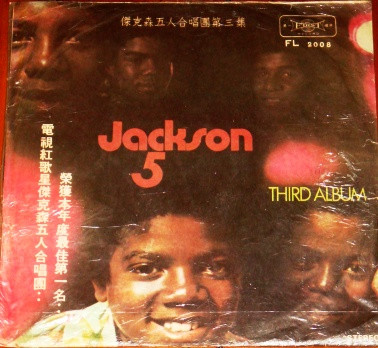 傑克森五人合唱團第三集
First
FL 2008
Jackson
5
THIRD ALBUM
榮獲本年度最佳第一名：
電視紅歌星傑克森五人合唱團：
STEREO